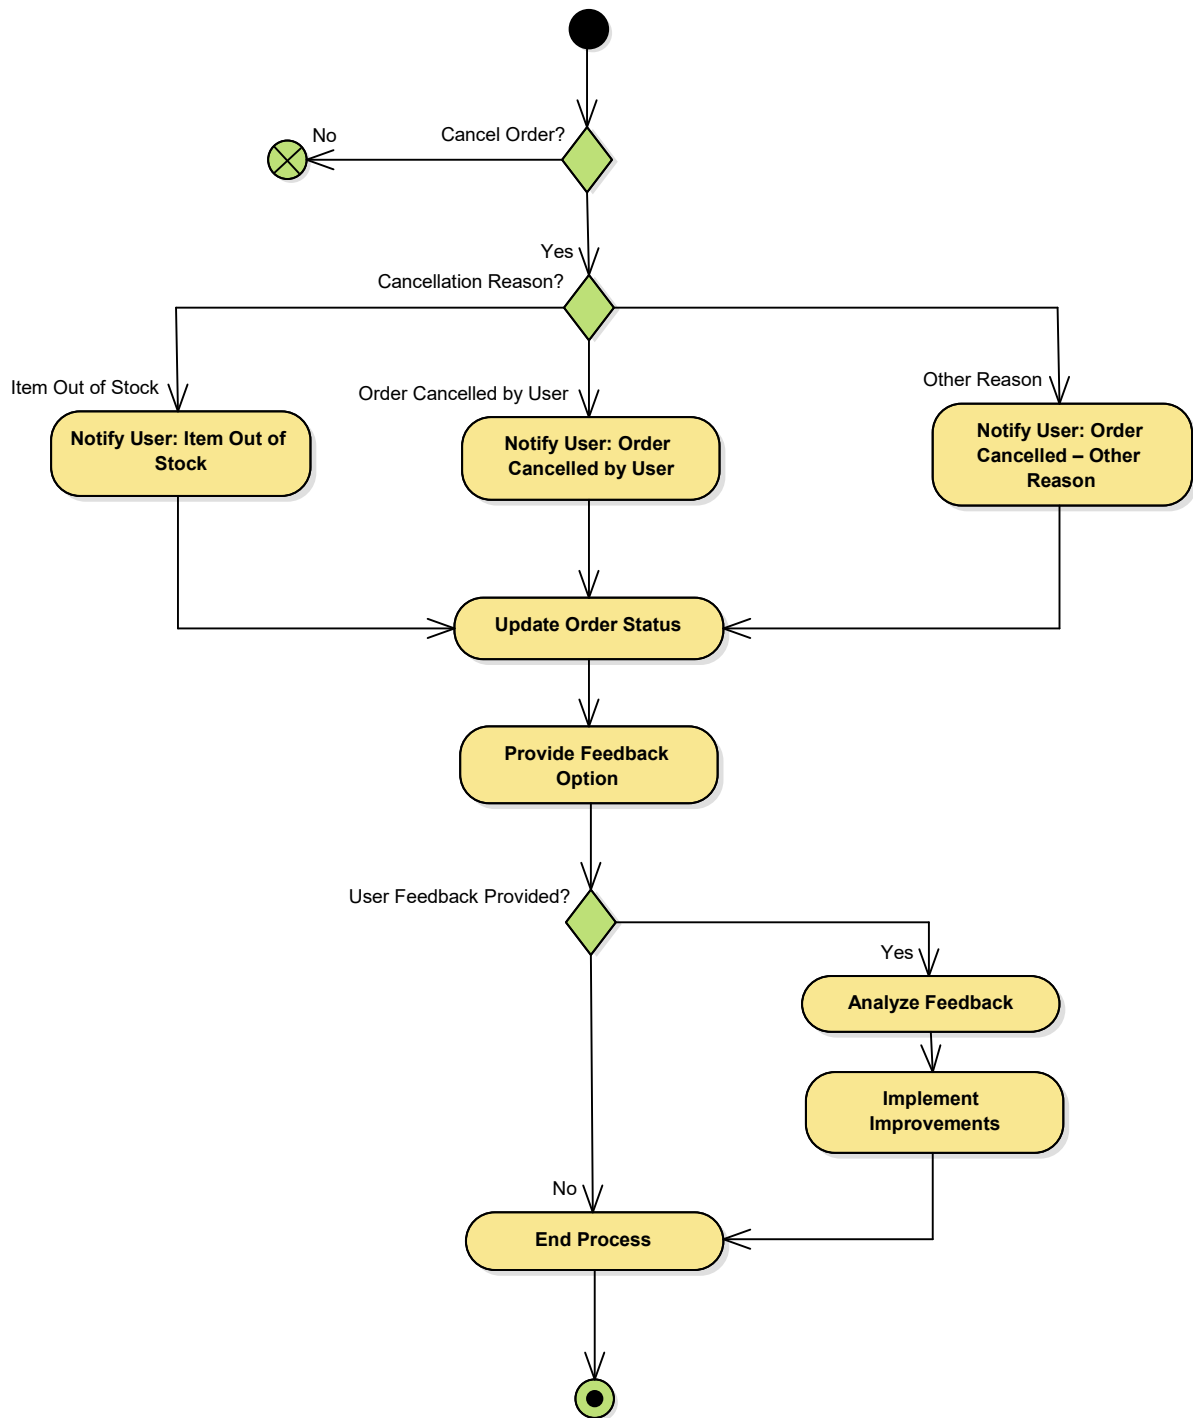 Cancel Order?
No
Yes
Cancellation Reason?
Item Out of Stock
Order Cancelled by User
Other Reason
Notify User: Item Out of
Stock
Notify User: Order
Cancelled by User
Notify User: Order
Cancelled – Other
Reason
Update Order Status
Provide Feedback
Option
User Feedback Provided?
Yes
Analyze Feedback
Implement
Improvements
No
End Process